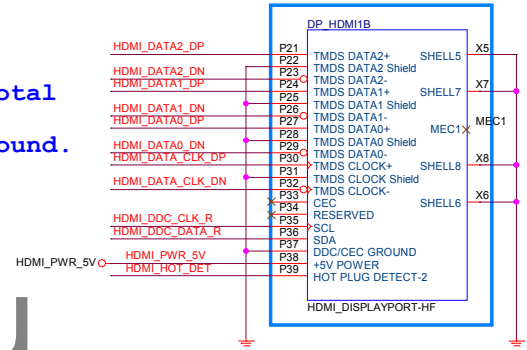 DP_HDMI1B
HDMI_DATA2_DP P21 TMDS DATA2+ SHELL5 X5
P22 TMDS DATA2 Shield
HDMI_DATA2_DN P23 TMDS DATA2-
HDMI_DATA1_DP P24 TMDS DATA1+ SHELL7 X7
otal
P25 TMDS DATA1 Shield
HDMI_DATA1_DN P26 TMDS DATA1-
HDMI_DATA0_DP P27 TMDS DATA0+ MEC1 MEC1
ound.
P28 TMDS DATA0 Shield
HDMI_DATA0_DN P29 TMDS DATA0-
HDMI_DATA_CLK_DP P30 TMDS CLOCK+ SHELL8 X8
P31 TMDS CLOCK Shield
HDMI_DATA_CLK_DN P32 TMDS CLOCK-
P33 CEC SHELL6 X6
P34 RESERVED
HDMI_DDC_CLK_R P35 SCL
HDMI_DDC_DATA_R P36 SDA
P37 DDC/CEC GROUND
HDMI_PWR_5V HDMI_PWR_5V P38 +5V POWER
HDMI_HOT_DET P39 HOT PLUG DETECT-2
HDMI_DISPLAYPORT-HF